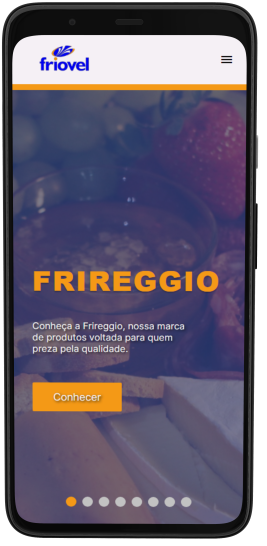 friovel
FRIREGGIO
Conheça a Frireggio, nossa marca
de produtos voltada para quem
preza pela qualidade.
Conhecer